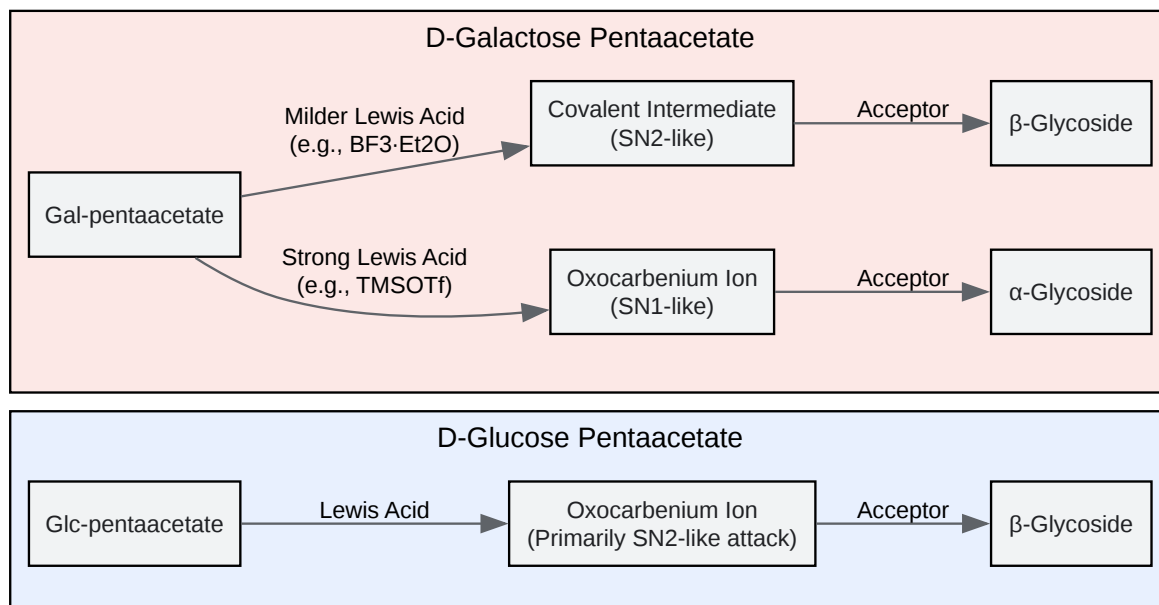 D-Galactose Pentaacetate
Gal-pentaacetate
Milder Lewis Acid
(e.g., BF3·Et2O)
Covalent Intermediate
(SN2-like)
Acceptor
β-Glycoside
Strong Lewis Acid
(e.g., TMSOTf)
Oxocarbenium Ion
(SN1-like)
Acceptor
α-Glycoside
D-Glucose Pentaacetate
Glc-pentaacetate
Lewis Acid
Oxocarbenium Ion
(Primarily SN2-like attack)
Acceptor
β-Glycoside